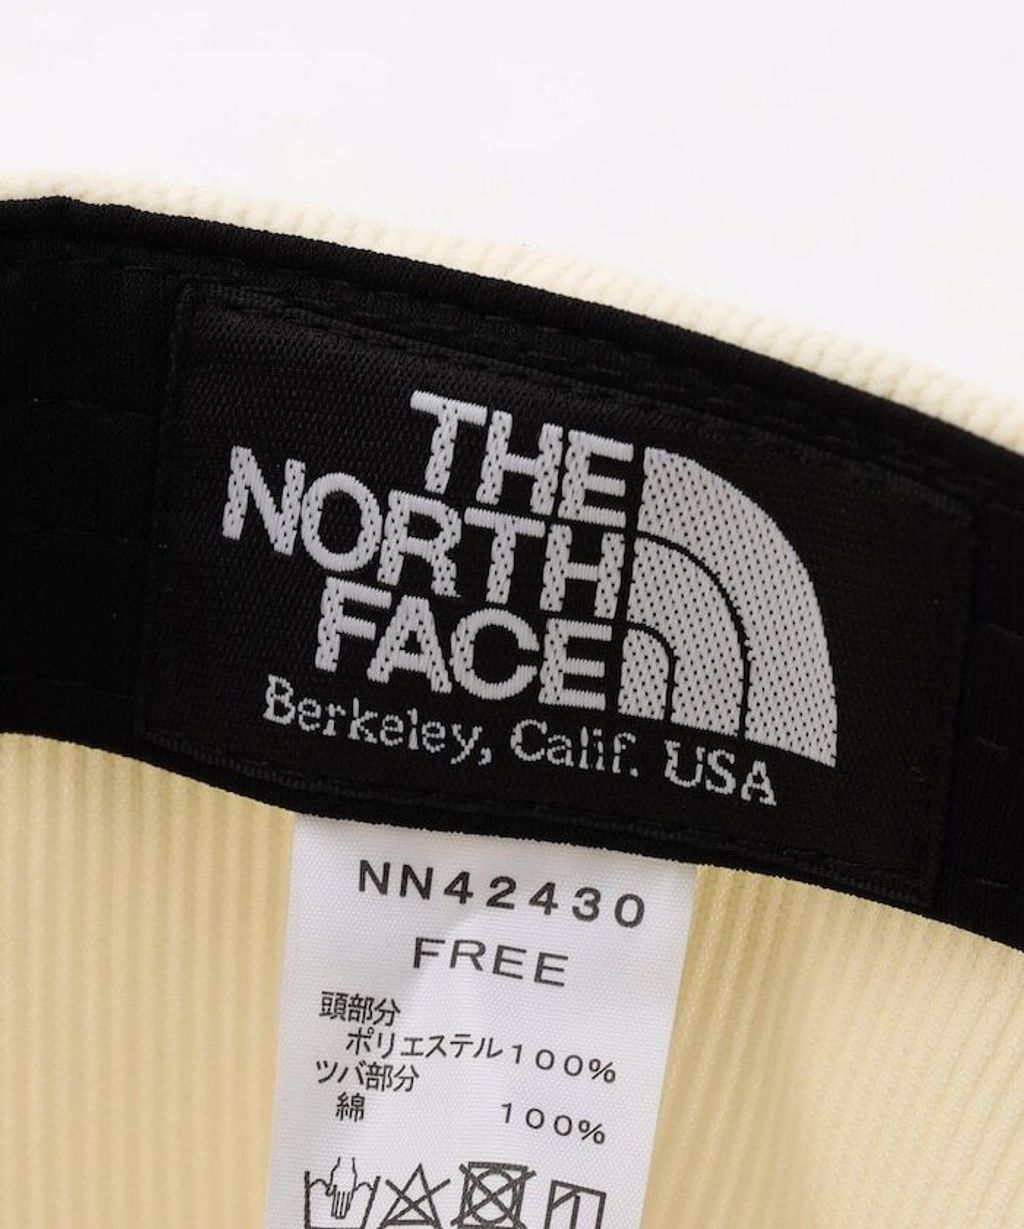 THE
NORTH
FACE
Berkeley, Calif. USA
NN42430
FREE
頭部分
ポリエステル100%
ツバ部分
綿 100%